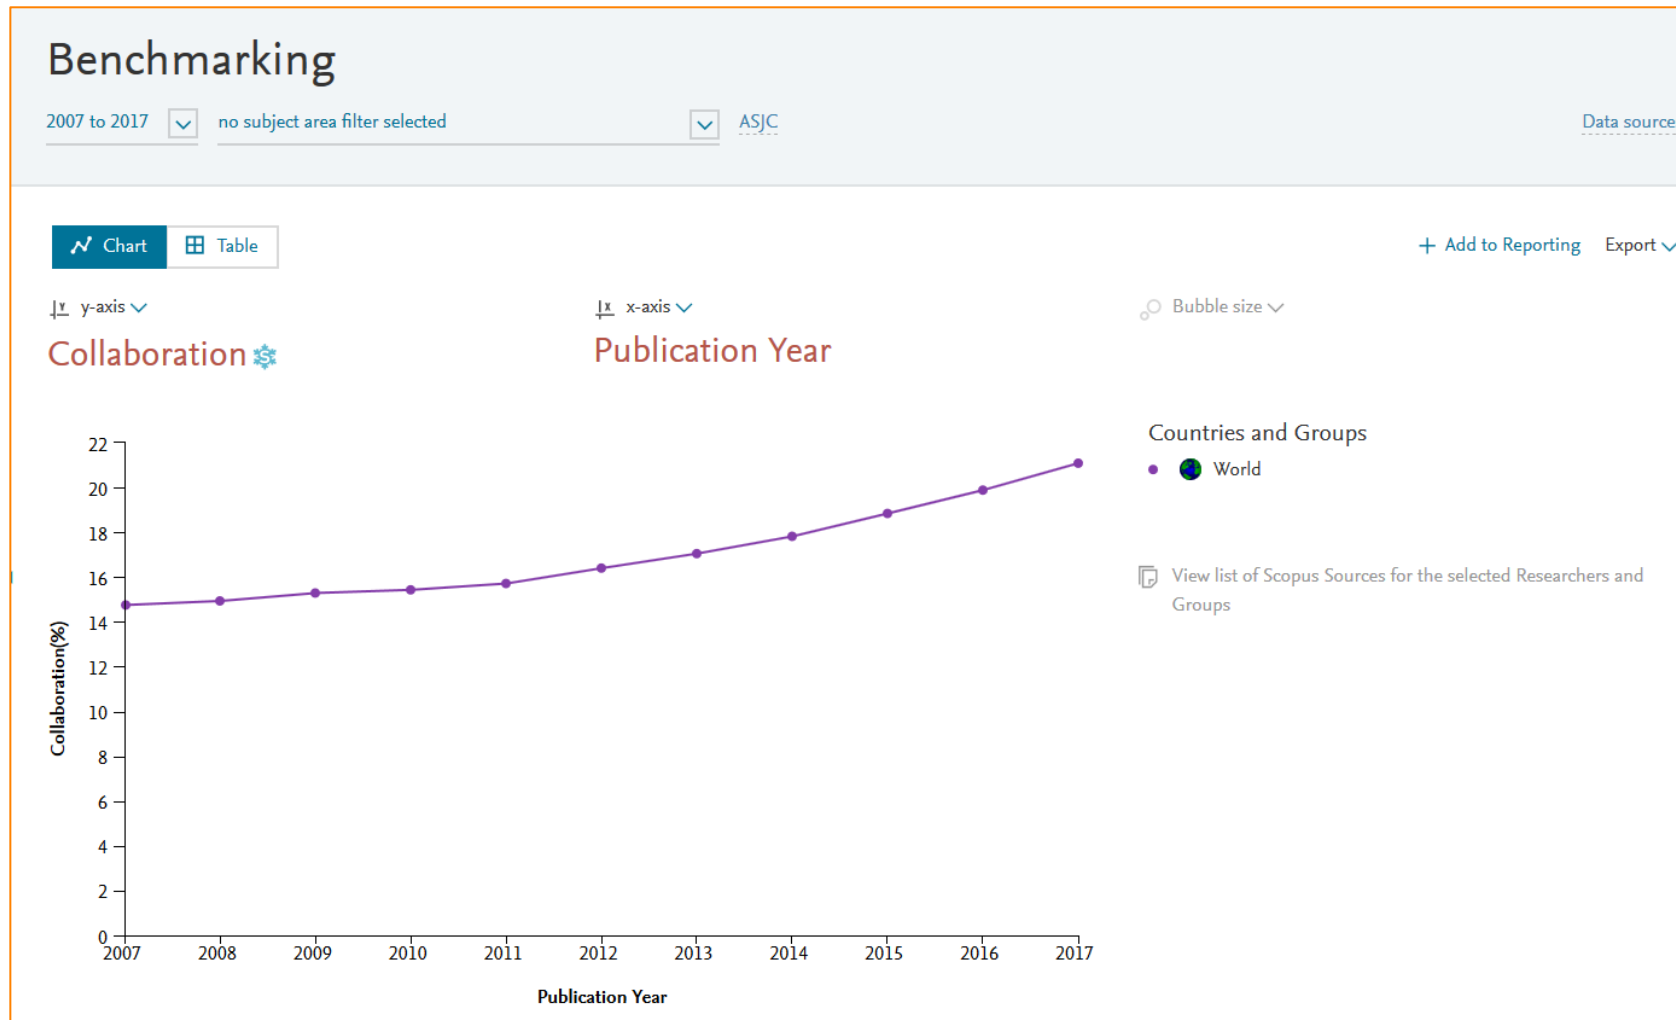 Benchmarking
2007 to 2017 no subject area filter selected ASJC Data source
Chart Table + Add to Reporting Export
y y-axis x x-axis Bubble size
Collaboration S Publication Year
Countries and Groups
World
View list of Scopus Sources for the selected Researchers and
Groups
22
20
18
16
14
12
10
8
6
4
2
0
Collaboration(%)
2007 2008 2009 2010 2011 2012 2013 2014 2015 2016 2017
Publication Year